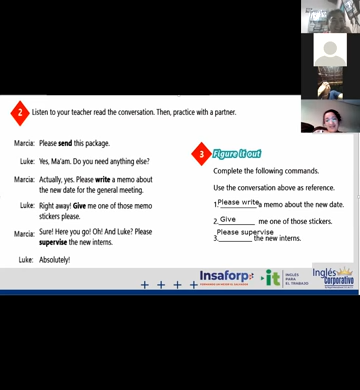 2 Listen to your teacher read the conversation. Then, practice with a partner.
Marcia: Please send this package.
Luke: Yes, Ma'am. Do you need anything else?
Marcia: Actually, yes. Please write a memo about
the new date for the general meeting.
Luke: Right away! Give me one of those memo
stickers please.
Marcia: Sure! Here you go! Oh! And Luke? Please
supervise the new interns.
Luke: Absolutely!
3 Figure it out
Complete the following commands.
Use the conversation above as reference.
1. Please write a memo about the new date.
2. Give me one of those stickers.
3. Please supervise the new interns.
Insaforp
it
INGLÉS
PARA
EL TRABAJO
Inglés
Corporativo